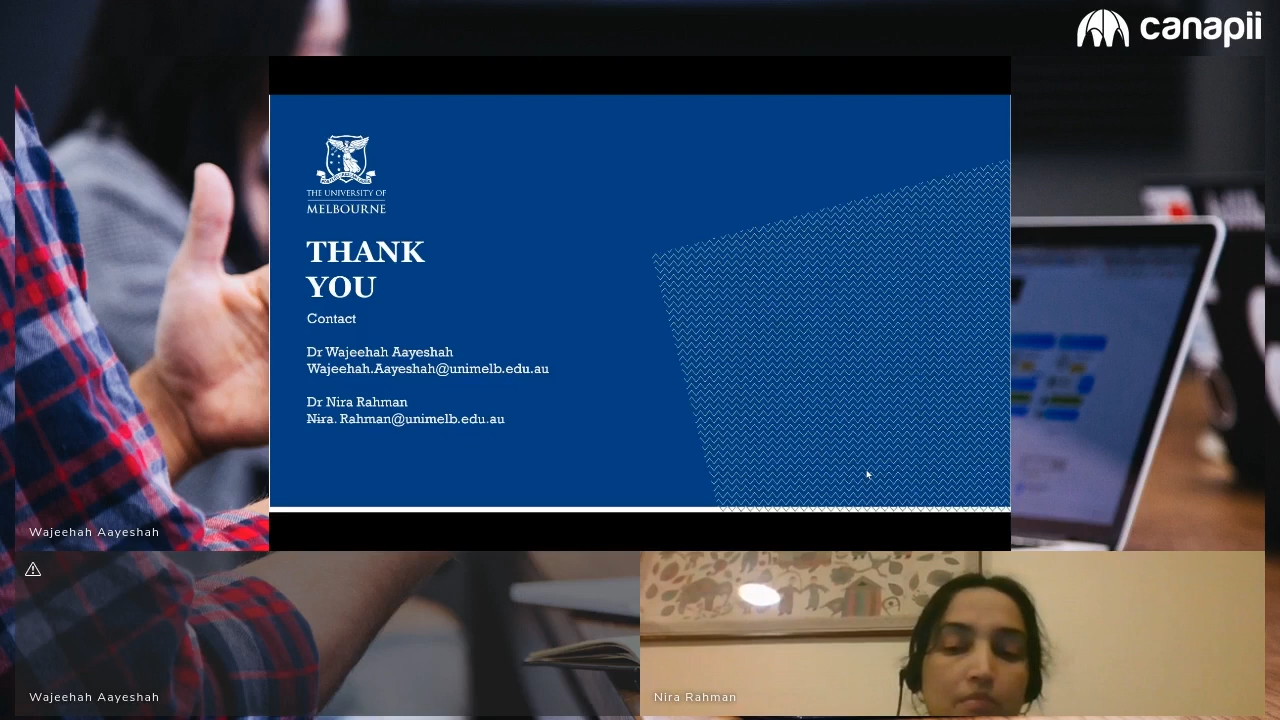 canapii
THE UNIVERSITY OF
MELBOURNE
THANK
YOU
Contact
Dr Wajeehah Aayeshah
Wajeehah.Aayeshah@unimelb.edu.au
Dr Nira Rahman
Nira. Rahman@unimelb.edu.au
Wajeehah Aayeshah
Wajeehah Aayeshah
Nira Rahman